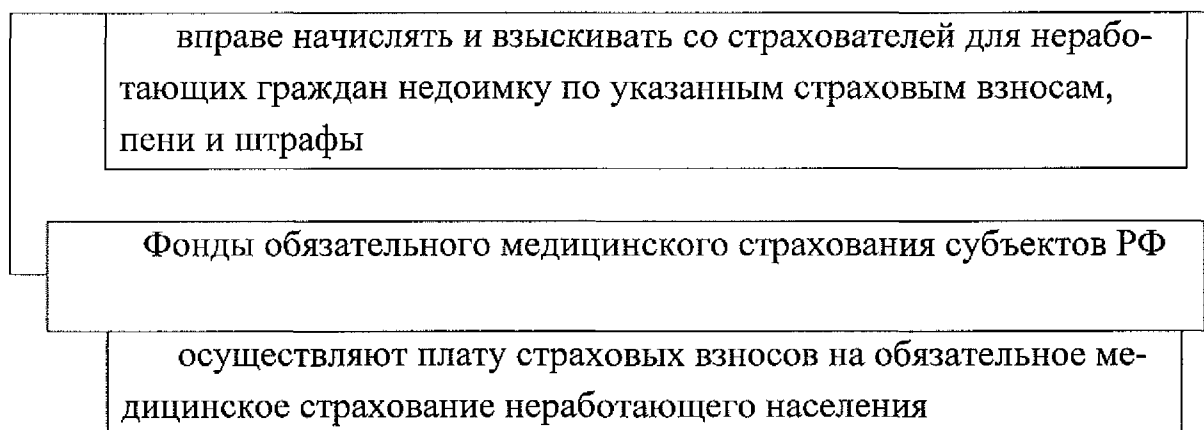 вправе начислять и взыскивать со страхователей для нерабо-
тающих граждан недоимку по указанным страховым взносам,
пени и штрафы
Фонды обязательного медицинского страхования субъектов РФ
осуществляют плату страховых взносов на обязательное ме-
дицинское страхование неработающего населения